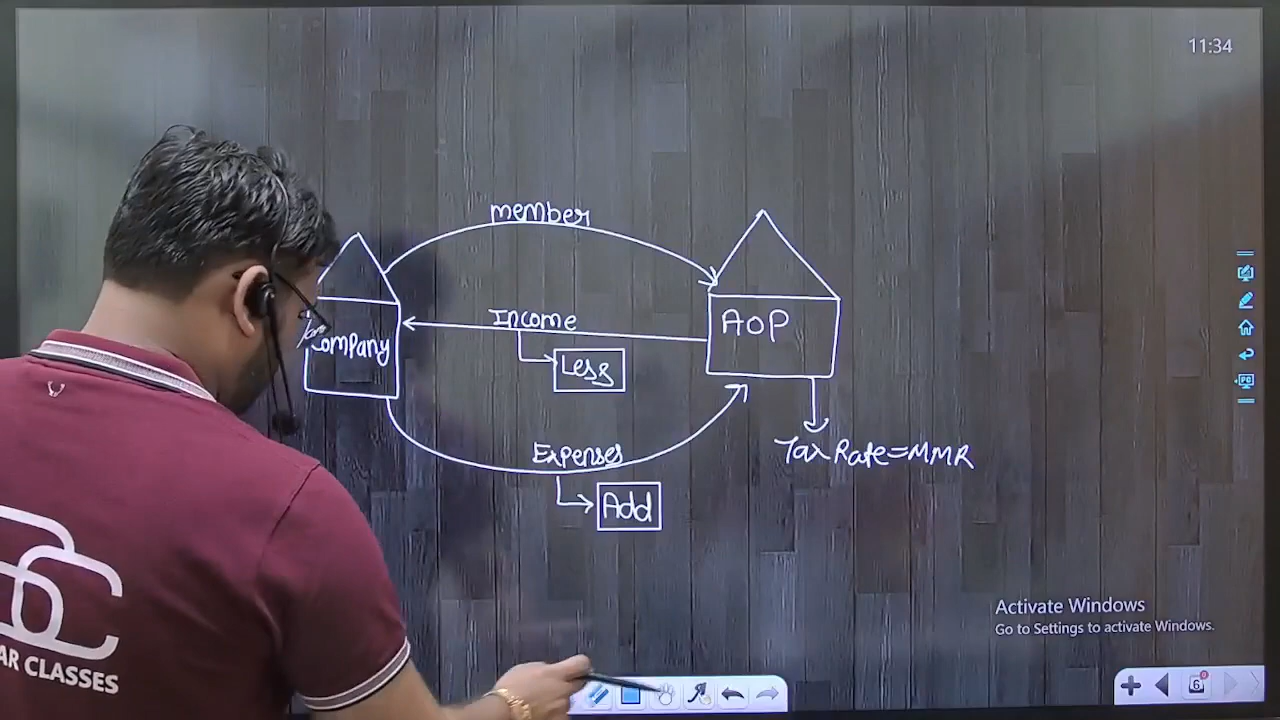 11:34
member
Income
AOP
Company
Less
Expenses
Tax Rate=MMR
Add
Activate Windows
Go to Settings to activate Windows.
AR CLASSES